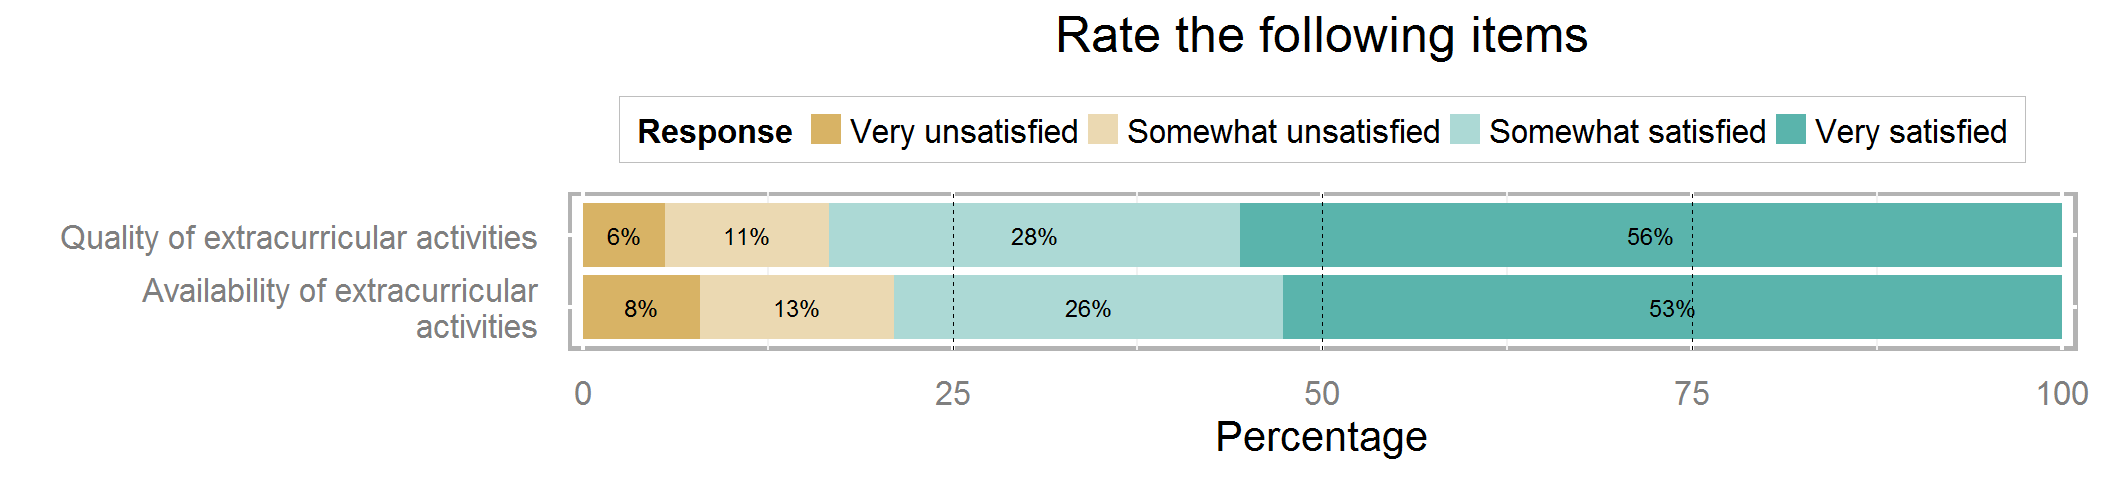 Rate the following items
Response Very unsatisfied Somewhat unsatisfied Somewhat satisfied Very satisfied
Quality of extracurricular activities 6% 11% 28% 56%
Availability of extracurricular
activities 8% 13% 26% 53%
0 25 50 75 100
Percentage